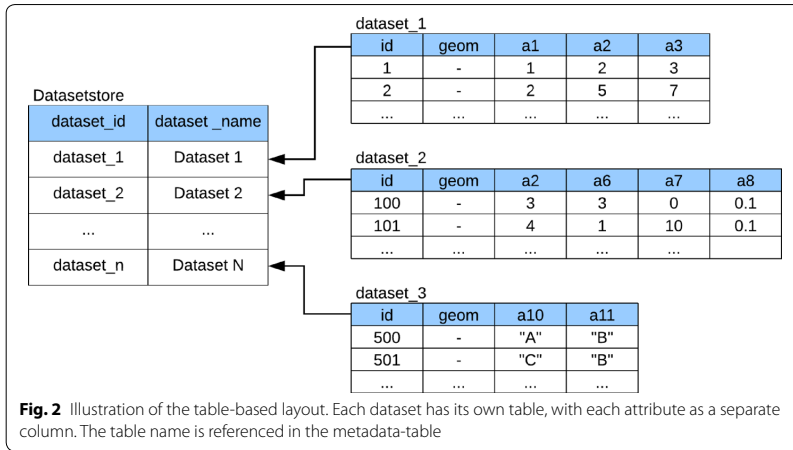 dataset_1
id geom a1 a2 a3
1 - 1 2 3
2 - 2 5 7
... ... ... ... ...
Datasetstore
dataset_id dataset _name
dataset_1 Dataset 1
dataset_2 Dataset 2
... ...
dataset_n Dataset N
dataset_2
id geom a2 a6 a7 a8
100 - 3 3 0 0.1
101 - 4 1 10 0.1
... ... ... ... ...
dataset_3
id geom a10 a11
500 - "A" "B"
501 - "C" "B"
... ... ... ...
Fig. 2 Illustration of the table-based layout. Each dataset has its own table, with each attribute as a separate
column. The table name is referenced in the metadata-table